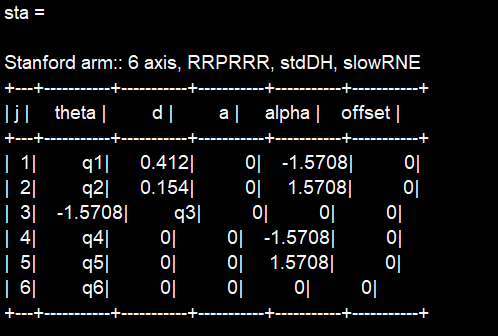 sta =
Stanford arm:: 6 axis, RRPRRR, stdDH, slowRNE
+---+-----------+-----------+-----------+-----------+-----------+
| j |     theta |         d |         a |     alpha |    offset |
+---+-----------+-----------+-----------+-----------+-----------+
|  1|         q1|      0.412|          0|    -1.5708|          0|
|  2|         q2|      0.154|          0|     1.5708|          0|
|  3|    -1.5708|         q3|          0|          0|          0|
|  4|         q4|          0|          0|    -1.5708|          0|
|  5|         q5|          0|          0|     1.5708|          0|
|  6|         q6|          0|          0|          0|          0|
+---+-----------+-----------+-----------+-----------+-----------+